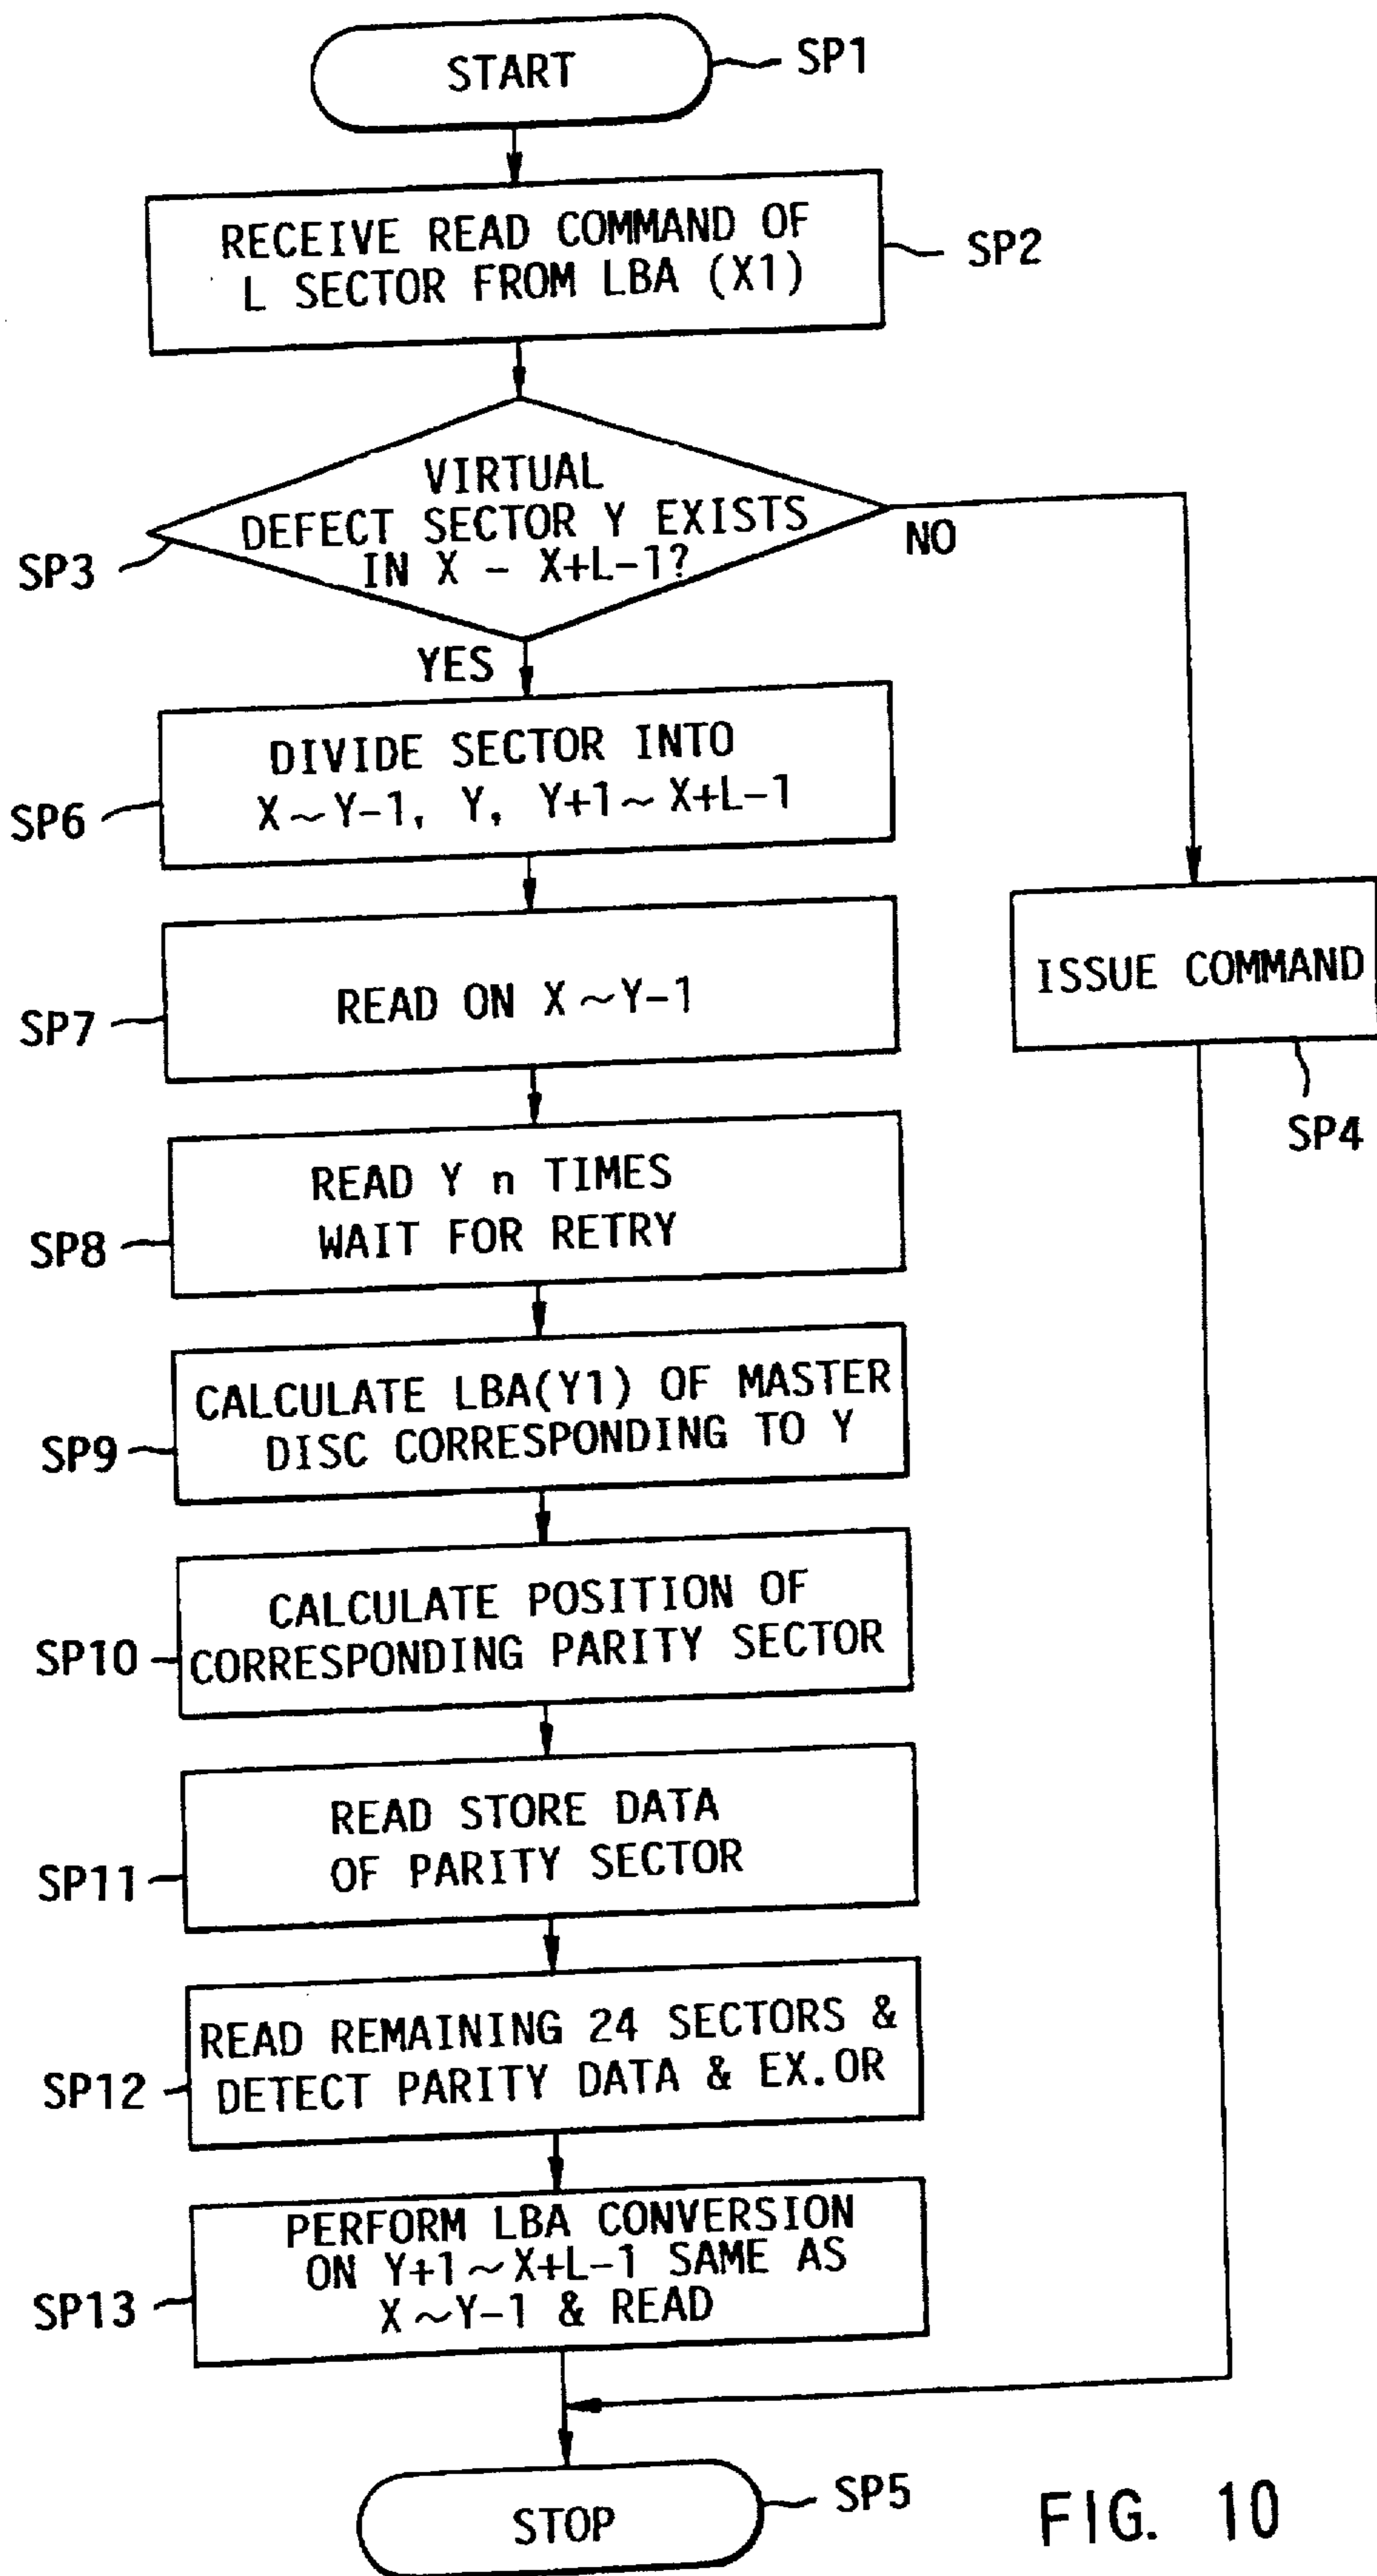 START
SP1
RECEIVE READ COMMAND OF
L SECTOR FROM LBA (X1)
SP2
VIRTUAL
DEFECT SECTOR Y EXISTS
IN X - X+L-1?
SP3
NO
YES
DIVIDE SECTOR INTO
X~Y-1, Y, Y+1~X+L-1
SP6
READ ON X~Y-1
SP7
ISSUE COMMAND
SP4
READ Y n TIMES
WAIT FOR RETRY
SP8
CALCULATE LBA(Y1) OF MASTER
DISC CORRESPONDING TO Y
SP9
CALCULATE POSITION OF
CORRESPONDING PARITY SECTOR
SP10
READ STORE DATA
OF PARITY SECTOR
SP11
READ REMAINING 24 SECTORS &
DETECT PARITY DATA & EX.OR
SP12
PERFORM LBA CONVERSION
ON Y+1~X+L-1 SAME AS
X~Y-1 & READ
SP13
STOP
SP5
FIG. 10